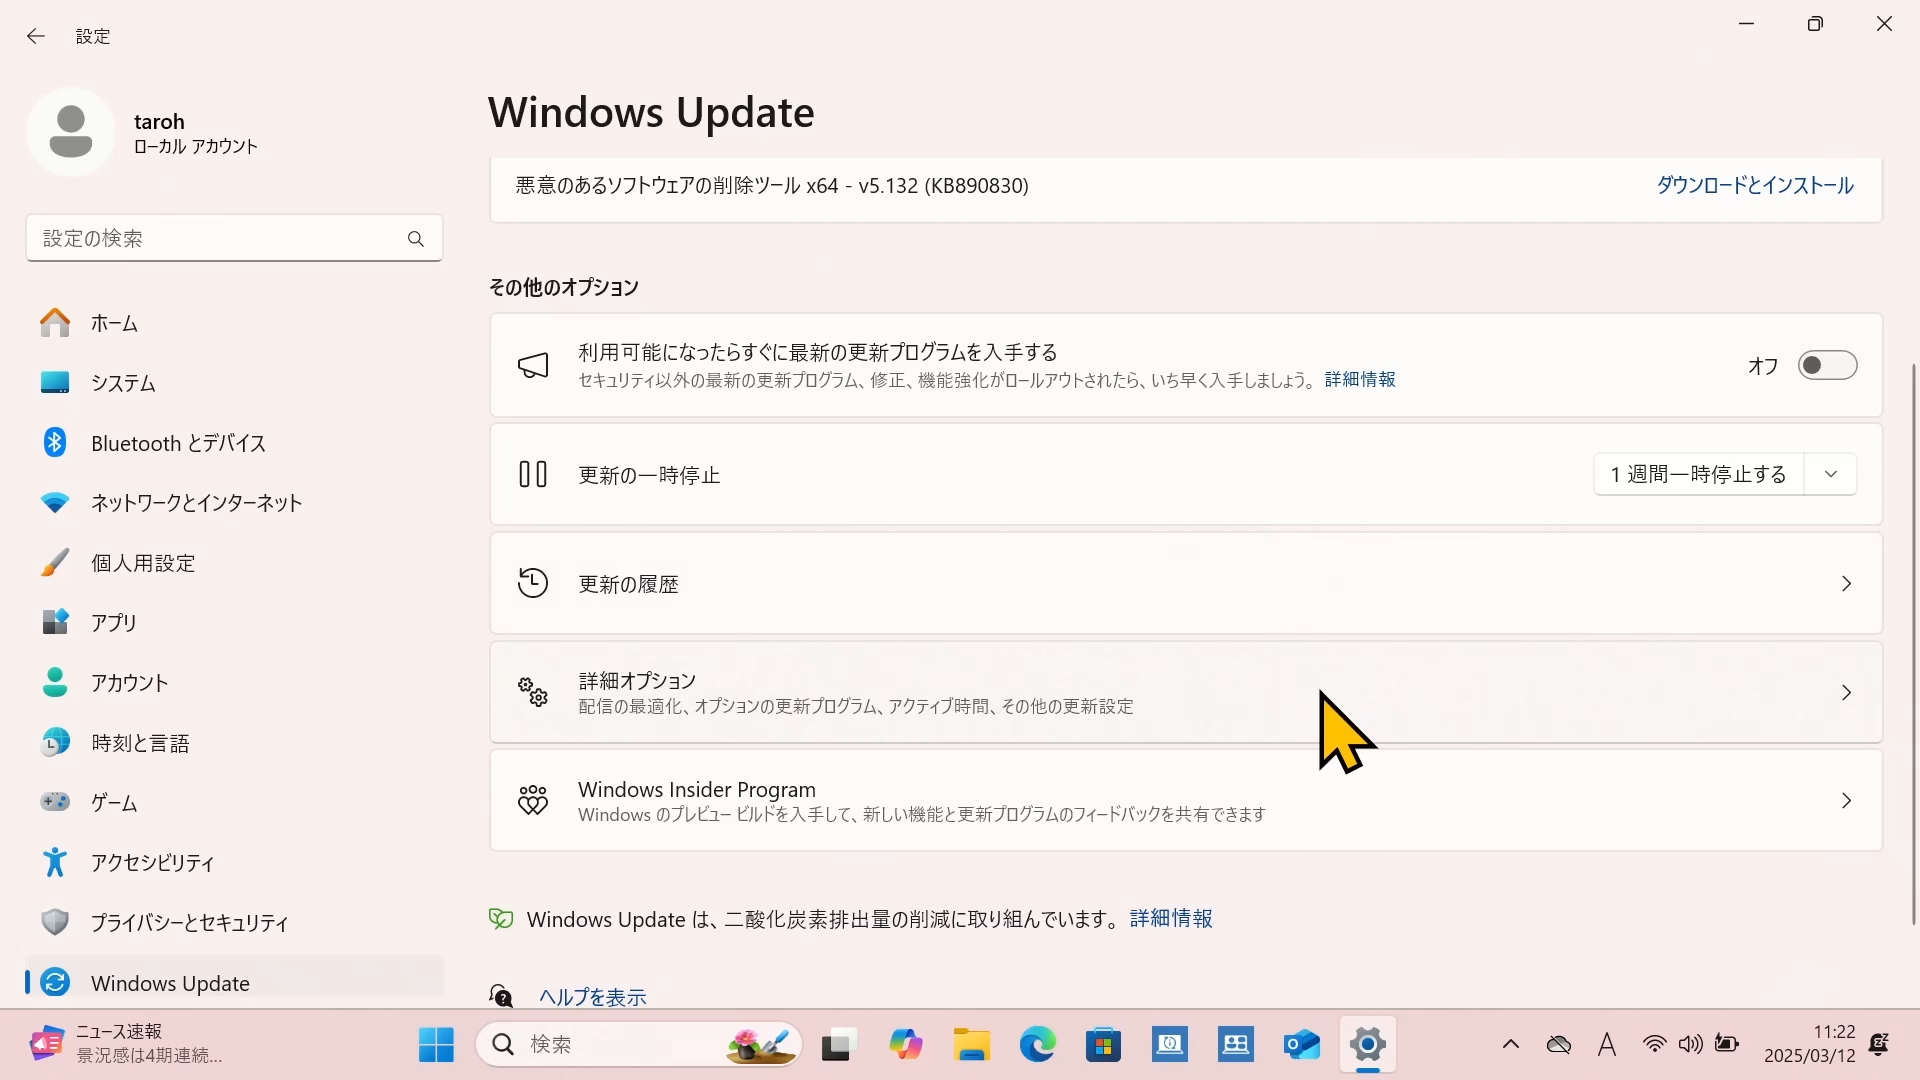 設定
taroh
ローカル アカウント
設定の検索
ホーム
システム
Bluetooth とデバイス
ネットワークとインターネット
個人用設定
アプリ
アカウント
時刻と言語
ゲーム
アクセシビリティ
プライバシーとセキュリティ
Windows Update
Windows Update
悪意のあるソフトウェアの削除ツール x64 - v5.132 (KB890830)
ダウンロードとインストール
その他のオプション
利用可能になったらすぐに最新の更新プログラムを入手する
セキュリティ以外の最新の更新プログラム、修正、機能強化がロールアウトされたら、いち早く入手しましょう。 詳細情報
オフ
更新の一時停止
1 週間一時停止する
更新の履歴
詳細オプション
配信の最適化、オプションの更新プログラム、アクティブ時間、その他の更新設定
Windows Insider Program
Windows のプレビュー ビルドを入手して、新しい機能と更新プログラムのフィードバックを共有できます
Windows Update は、二酸化炭素排出量の削減に取り組んでいます。 詳細情報
ヘルプを表示
ニュース速報
景況感は4期連続...
検索
A
11:22
2025/03/12